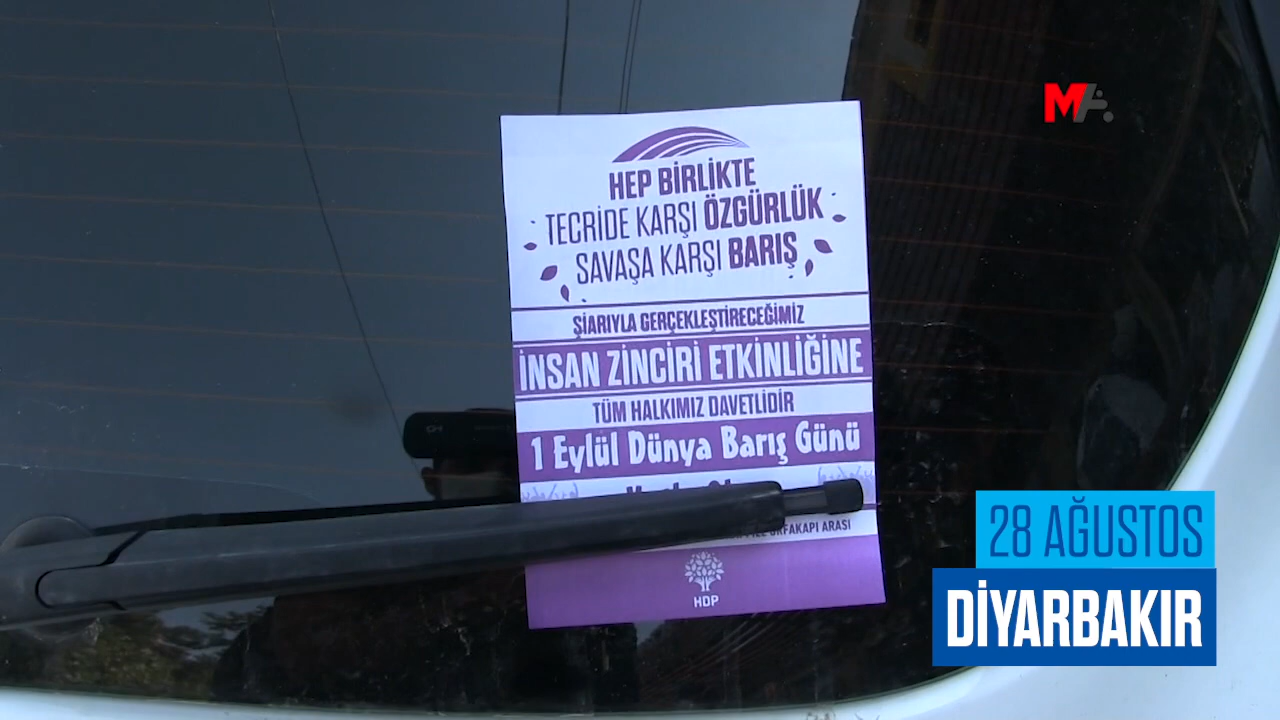 MA
HEP BİRLİKTE
TECRİDE KARŞI ÖZGÜRLÜK
SAVAŞA KARŞI BARIŞ
ŞİARIYLA GERÇEKLEŞTİRECEĞİMİZ
İNSAN ZİNCİRİ ETKİNLİĞİNE
TÜM HALKIMIZ DAVETLİDİR
1 Eylül Dünya Barış Günü
URFAKAPI ARASI
HDP
28 AĞUSTOS
DİYARBAKIR